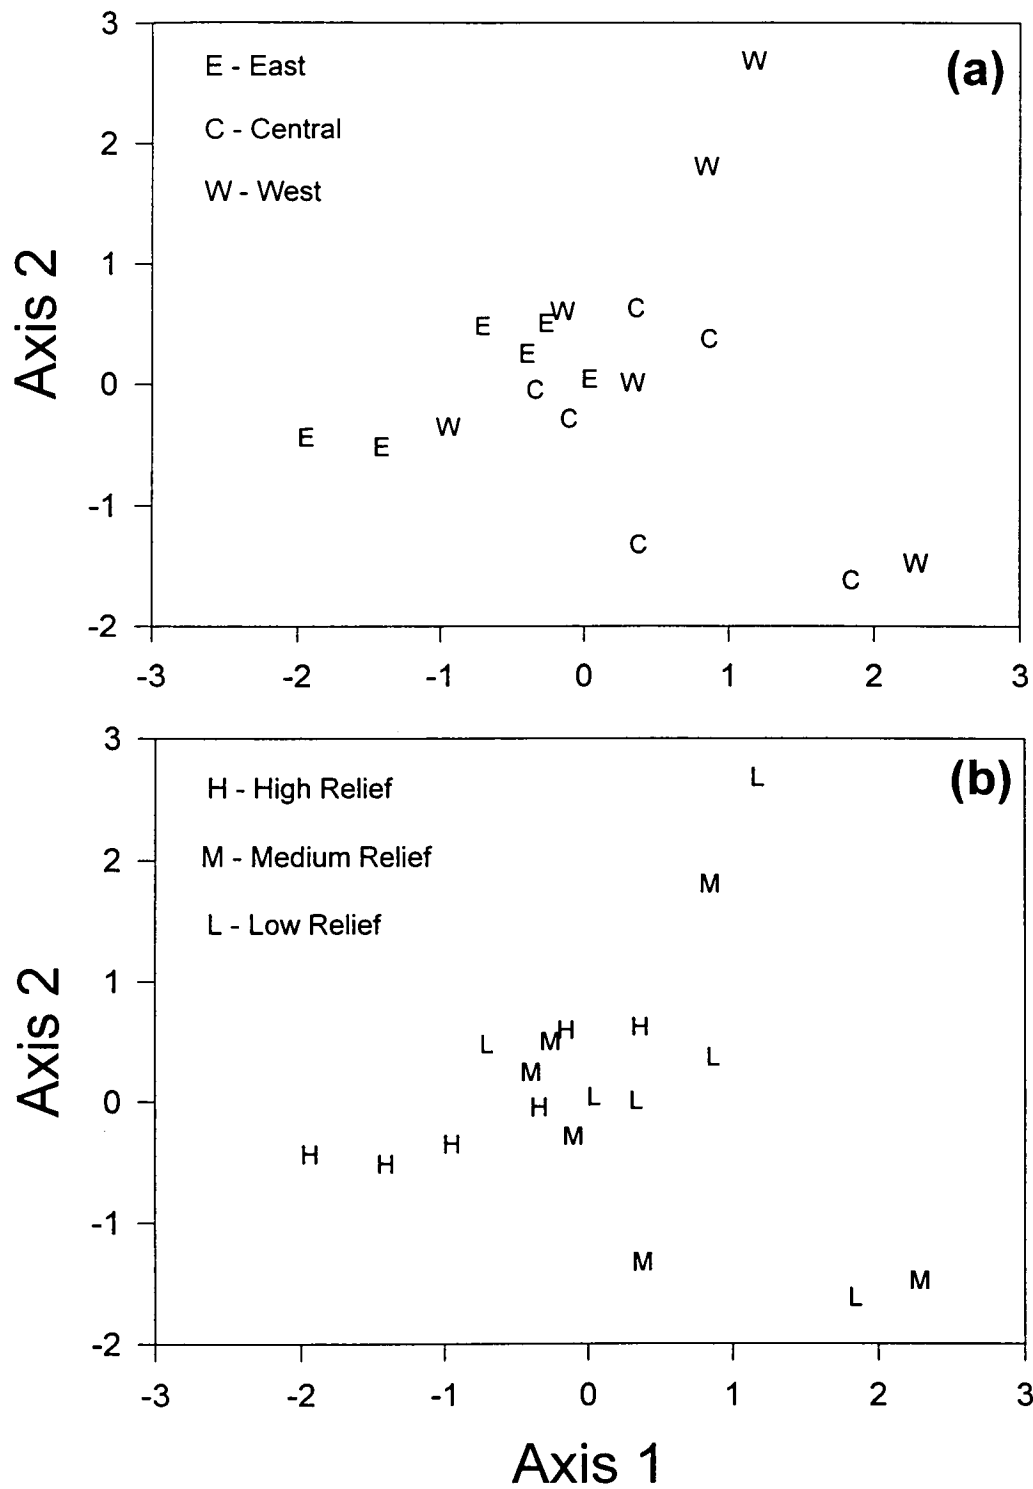 3
W
(a)
E - East
2
C - Central
W
W - West
1
Axis 2
E
E
W
C
E
C
0
C
E
W
C
E
E
W
-1
C
C
W
-2
-3 -2 -1 0 1 2 3
3
L
(b)
H - High Relief
2
M - Medium Relief
M
L - Low Relief
1
Axis 2
L
M
H
H
M
L
0
H
L
L
M
H
H
H
-1
M
L
M
-2
-3 -2 -1 0 1 2 3
Axis 1